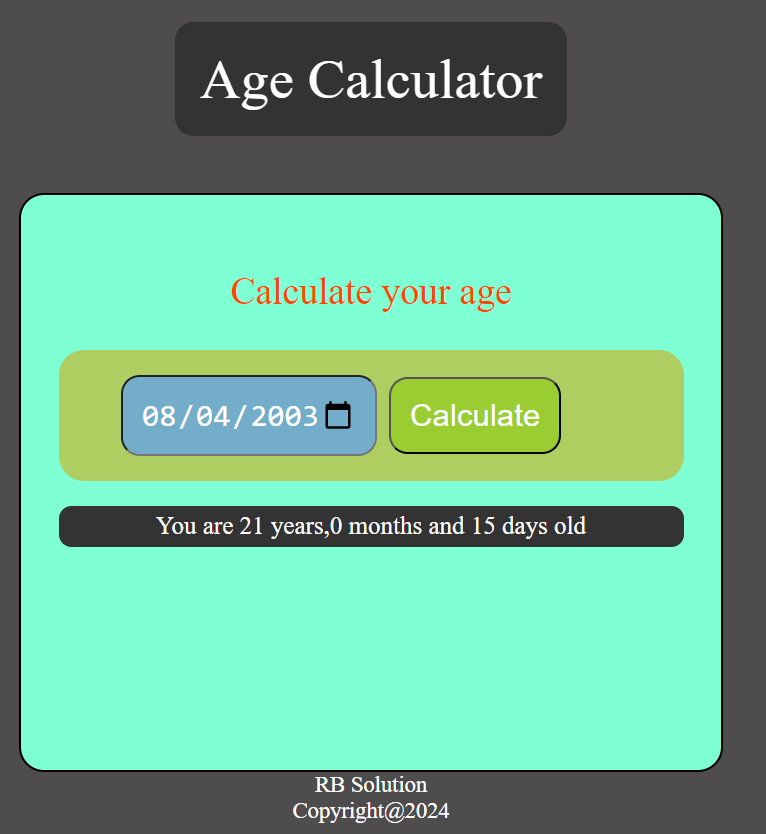 Age Calculator
Calculate your age
08/04/2003 Calculate
You are 21 years,0 months and 15 days old
RB Solution
Copyright@2024